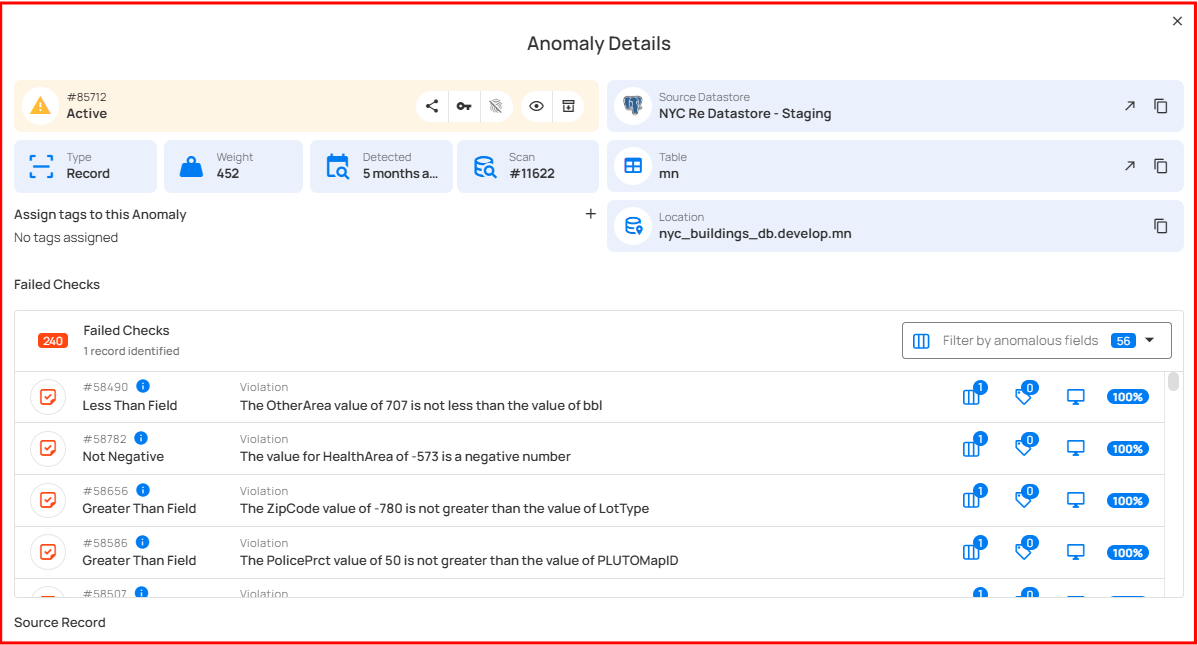 Anomaly Details
#85712
Active
Source Datastore
NYC Re Datastore - Staging
Type
Record
Weight
452
Detected
5 months a...
Scan
#11622
Table
mn
Assign tags to this Anomaly
No tags assigned
Location
nyc_buildings_db.develop.mn
Failed Checks
240
Failed Checks
1 record identified
Filter by anomalous fields 56
#58490
Less Than Field
Violation
The OtherArea value of 707 is not less than the value of bbl
1
0
100%
#58782
Not Negative
Violation
The value for HealthArea of -573 is a negative number
1
0
100%
#58656
Greater Than Field
Violation
The ZipCode value of -780 is not greater than the value of LotType
1
0
100%
#58586
Greater Than Field
Violation
The PolicePrct value of 50 is not greater than the value of PLUTOMapID
1
0
100%
#58507
Violation
1
0
Source Record